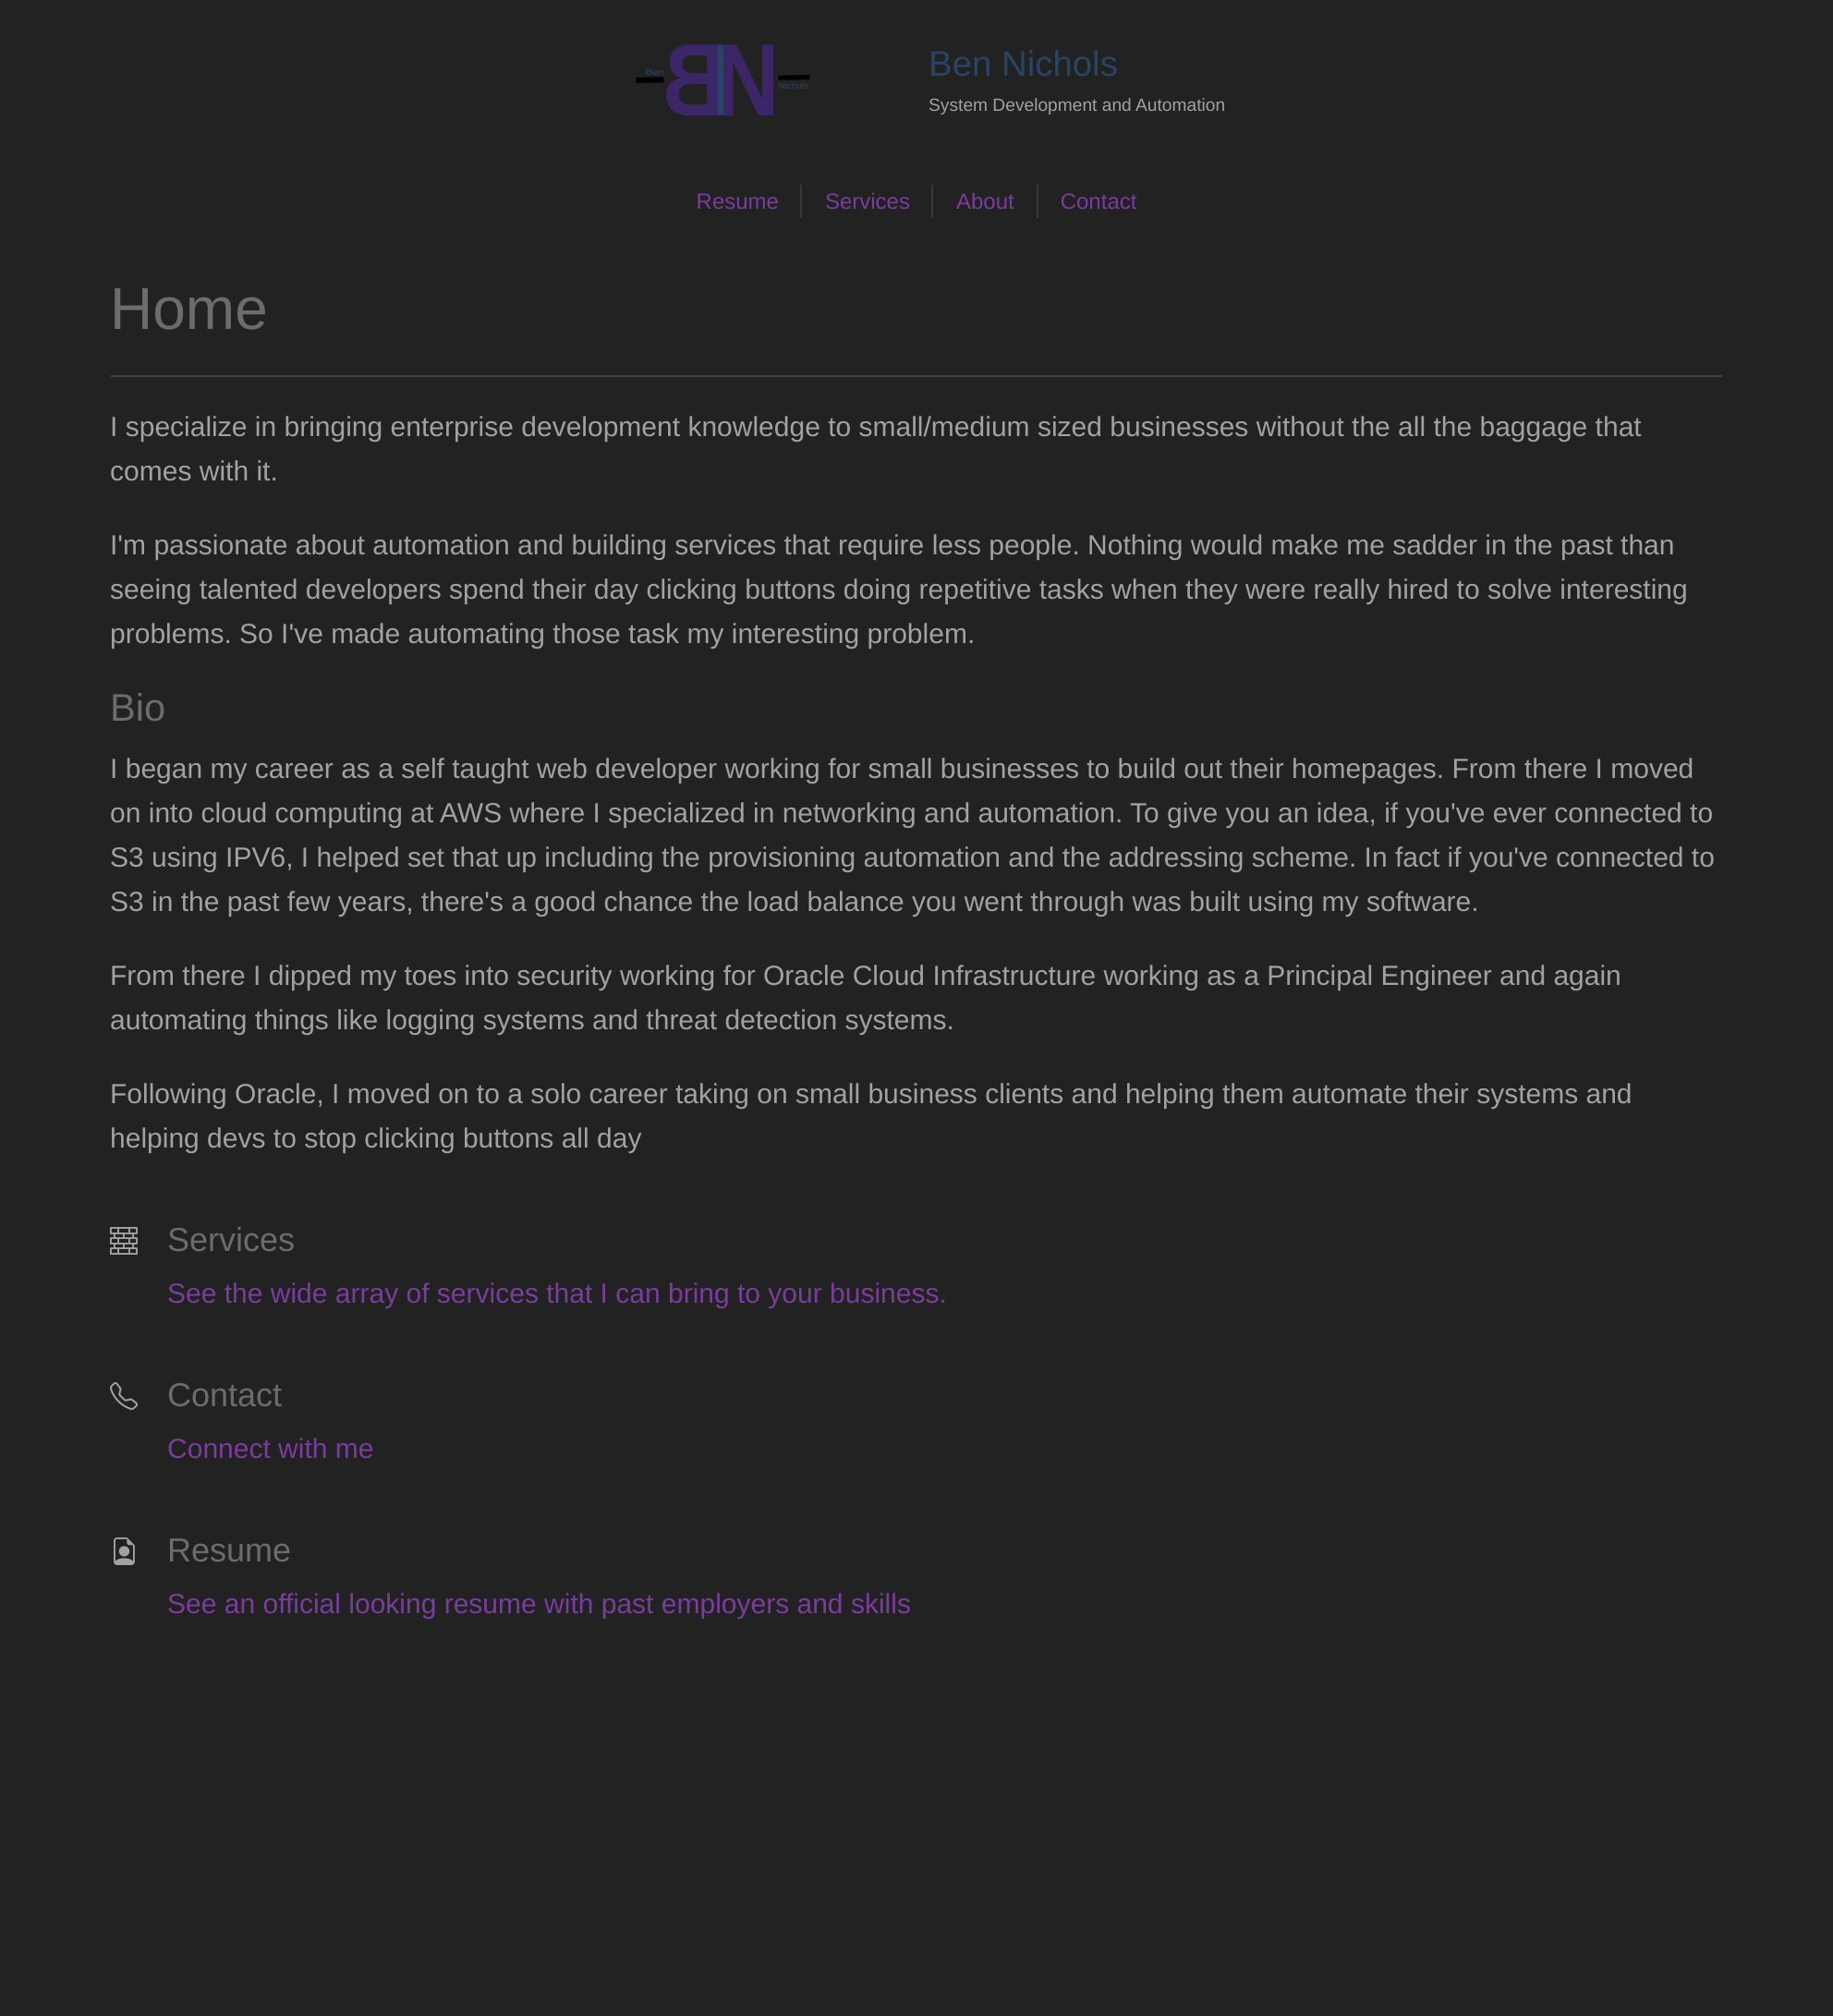 Ben
BN
Nichols
Ben Nichols
System Development and Automation
Resume
Services
About
Contact
Home
I specialize in bringing enterprise development knowledge to small/medium sized businesses without the all the baggage that
comes with it.
I'm passionate about automation and building services that require less people. Nothing would make me sadder in the past than
seeing talented developers spend their day clicking buttons doing repetitive tasks when they were really hired to solve interesting
problems. So I've made automating those task my interesting problem.
Bio
I began my career as a self taught web developer working for small businesses to build out their homepages. From there I moved
on into cloud computing at AWS where I specialized in networking and automation. To give you an idea, if you've ever connected to
S3 using IPV6, I helped set that up including the provisioning automation and the addressing scheme. In fact if you've connected to
S3 in the past few years, there's a good chance the load balance you went through was built using my software.
From there I dipped my toes into security working for Oracle Cloud Infrastructure working as a Principal Engineer and again
automating things like logging systems and threat detection systems.
Following Oracle, I moved on to a solo career taking on small business clients and helping them automate their systems and
helping devs to stop clicking buttons all day
Services
See the wide array of services that I can bring to your business.
Contact
Connect with me
Resume
See an official looking resume with past employers and skills